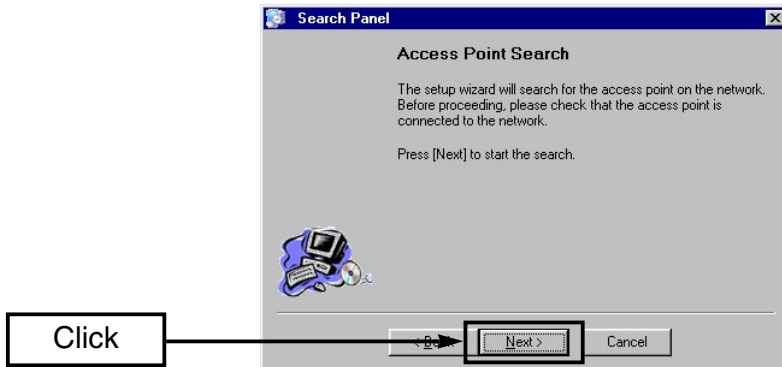 Search Panel
Access Point Search
The setup wizard will search for the access point on the network.
Before proceeding, please check that the access point is
connected to the network.
Press [Next] to start the search.
Click
Next >
Cancel